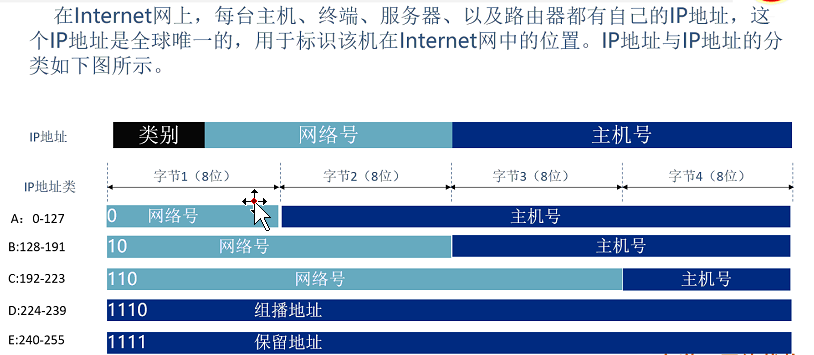 在Internet网上，每台主机、终端、服务器、以及路由器都有自己的IP地址，这
个IP地址是全球唯一的，用于标识该机在Internet网中的位置。IP地址与IP地址的分
类如下图所示。
IP地址 类别 网络号 主机号
IP地址类 字节1（8位） 字节2（8位） 字节3（8位） 字节4（8位）
A：0-127 0 网络号 主机号
B:128-191 10 网络号 主机号
C:192-223 110 网络号 主机号
D:224-239 1110 组播地址
E:240-255 1111 保留地址